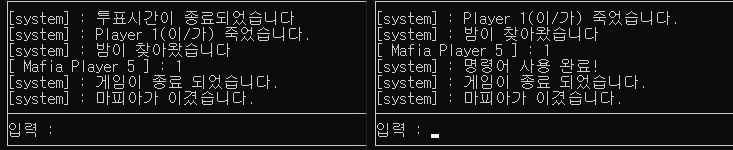 [system] : 투표시간이 종료되었습니다
[system] : Player 1(이/가) 죽었습니다.
[system] : 밤이 찾아왔습니다
[ Mafia Player 5 ] : 1
[system] : 게임이 종료 되었습니다.
[system] : 마피아가 이겼습니다.
입력 :
[system] : Player 1(이/가) 죽었습니다.
[system] : 밤이 찾아왔습니다
[ Mafia Player 5 ] : 1
[system] : 명령어 사용 완료!
[system] : 게임이 종료 되었습니다.
[system] : 마피아가 이겼습니다.
입력 :